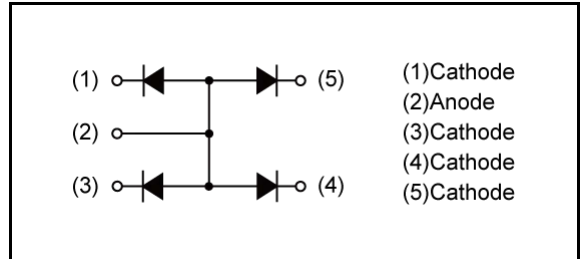 (1) (5)
(2)
(3) (4)
(1)Cathode
(2)Anode
(3)Cathode
(4)Cathode
(5)Cathode